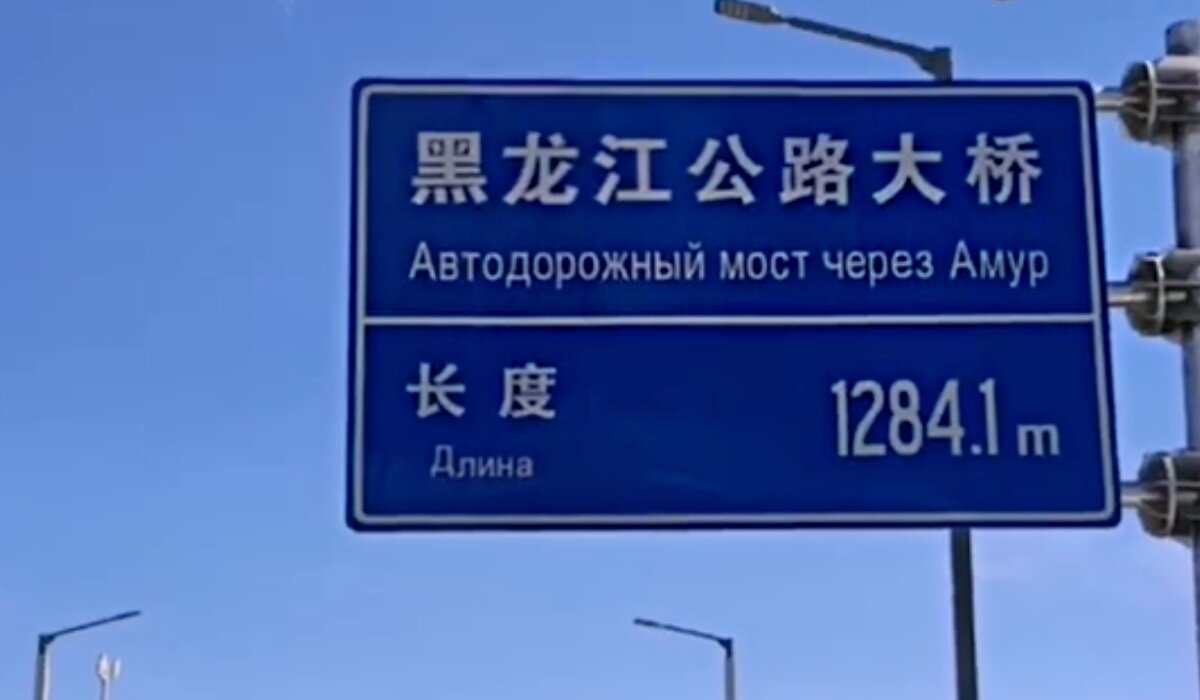 黑龙江公路大桥
Автодорожный мост через Амур
长度 1284.1 m
Длина